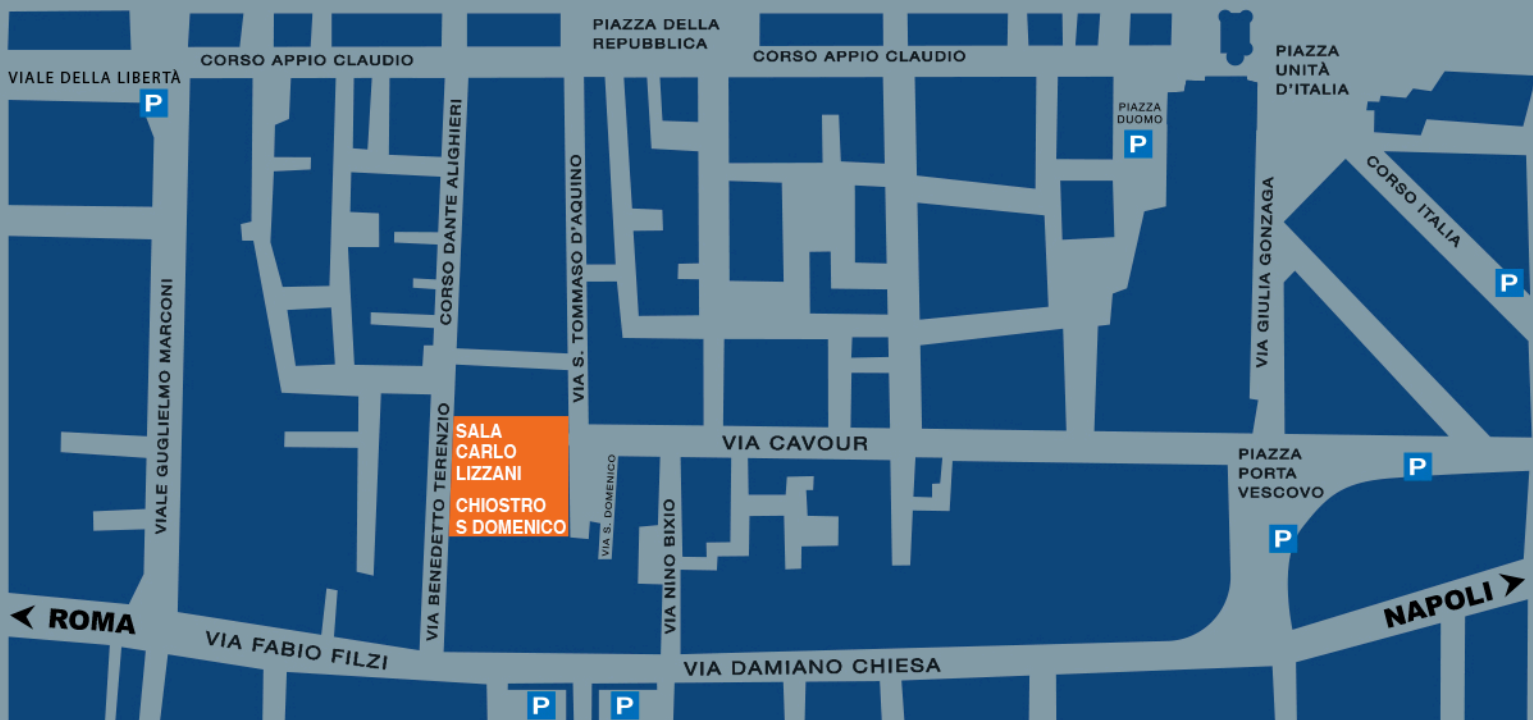 PIAZZA DELLA
REPUBBLICA
CORSO APPIO CLAUDIO
CORSO APPIO CLAUDIO
PIAZZA
UNITÀ
D'ITALIA
VIALE DELLA LIBERTÀ
P
PIAZZA
DUOMO
P
CORSO DANTE ALIGHIERI
VIA S. TOMMASO D'AQUINO
VIA GIULIA GONZAGA
CORSO ITALIA
P
VIALE GUGLIELMO MARCONI
VIA BENEDETTO TERENZIO
SALA
CARLO
LIZZANI
CHIOSTRO
S DOMENICO
VIA CAVOUR
VIA S. DOMENICO
VIA NINO BIXIO
PIAZZA
PORTA
VESCOVO
P
P
ROMA
NAPOLI
VIA FABIO FILZI
VIA DAMIANO CHIESA
P
P